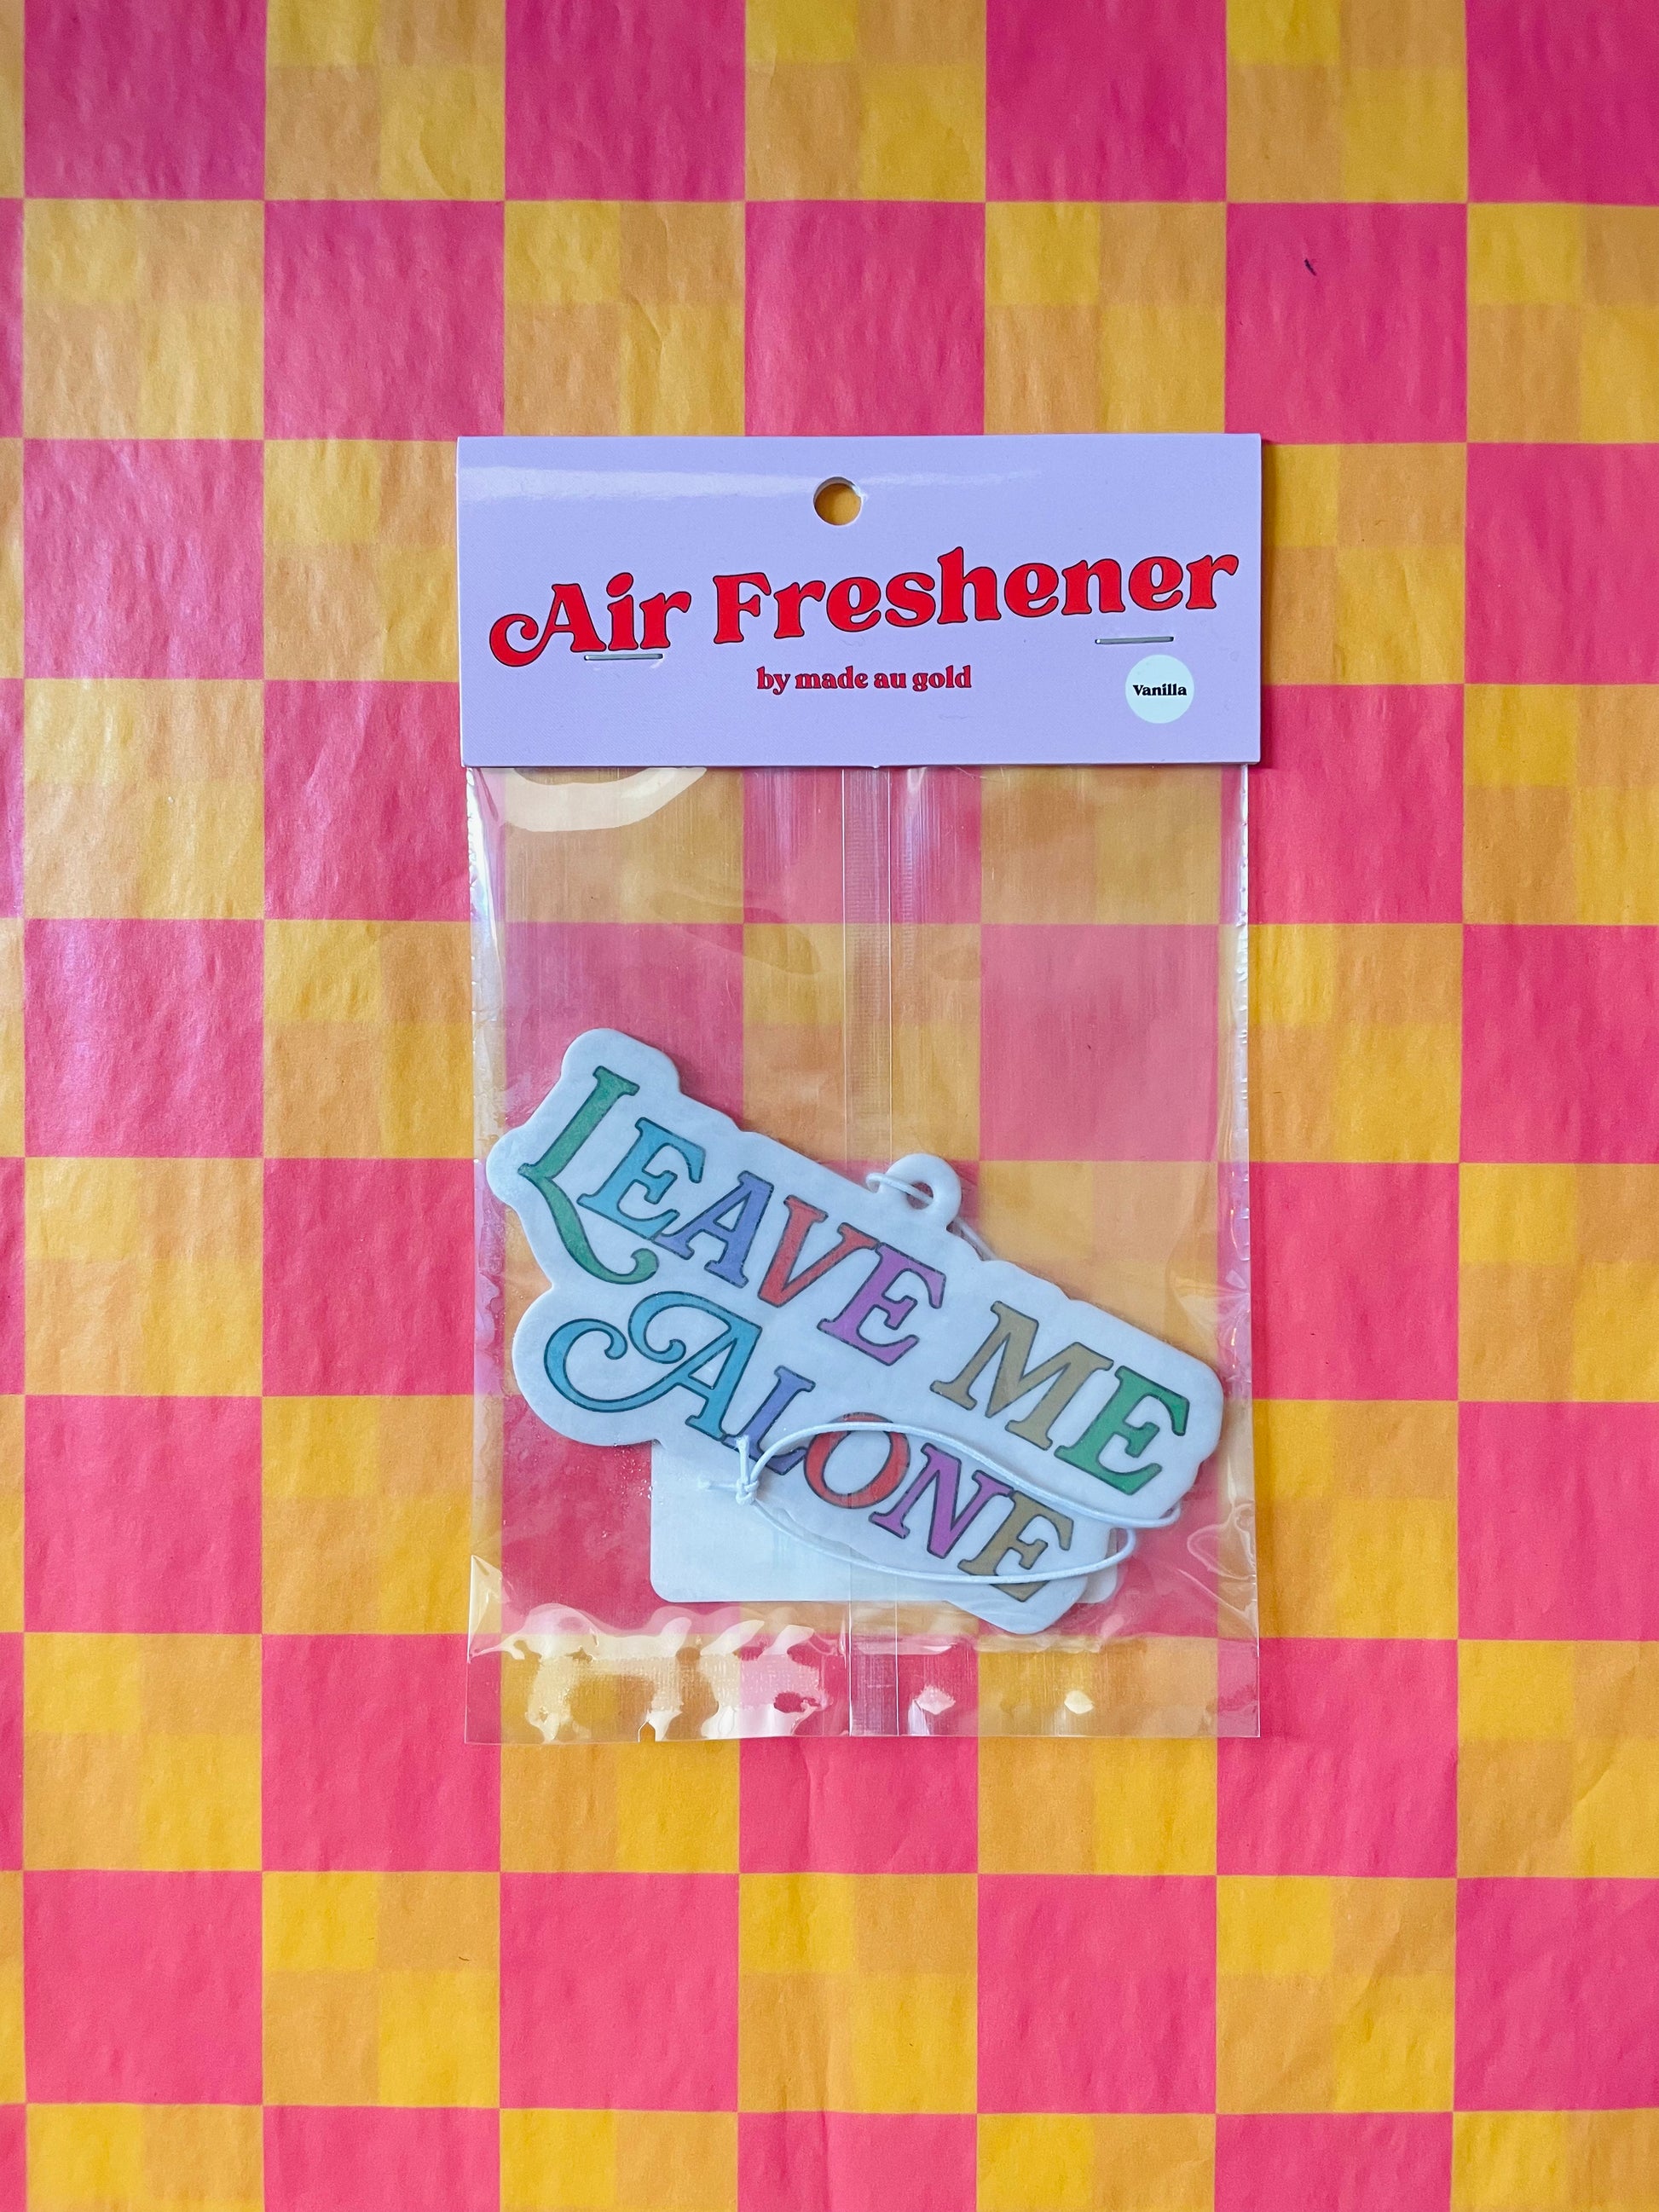 Air Freshener
by made au gold
Vanilla
LEAVE ME
ALONE